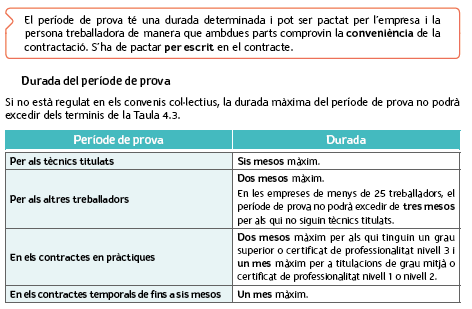 El període de prova té una durada determinada i pot ser pactat per l'empresa i la
persona treballadora de manera que ambdues parts comprovin la conveniència de la
contractació. S'ha de pactar per escrit en el contracte.
Durada del període de prova
Si no està regulat en els convenis col·lectius, la durada màxima del període de prova no podrà
excedir dels terminis de la Taula 4.3.
Període de prova
Durada
Per als tècnics titulats
Sis mesos màxim.
Per als altres treballadors
Dos mesos màxim.
En les empreses de menys de 25 treballadors, el
període de prova no podrà excedir de tres mesos
per als qui no siguin tècnics titulats.
En els contractes en pràctiques
Dos mesos màxim per als qui tinguin un grau
superior o certificat de professionalitat nivell 3 i
un mes màxim per a titulacions de grau mitjà o
certificat de professionalitat nivell 1 o nivell 2.
En els contractes temporals de fins a sis mesos
Un mes màxim.